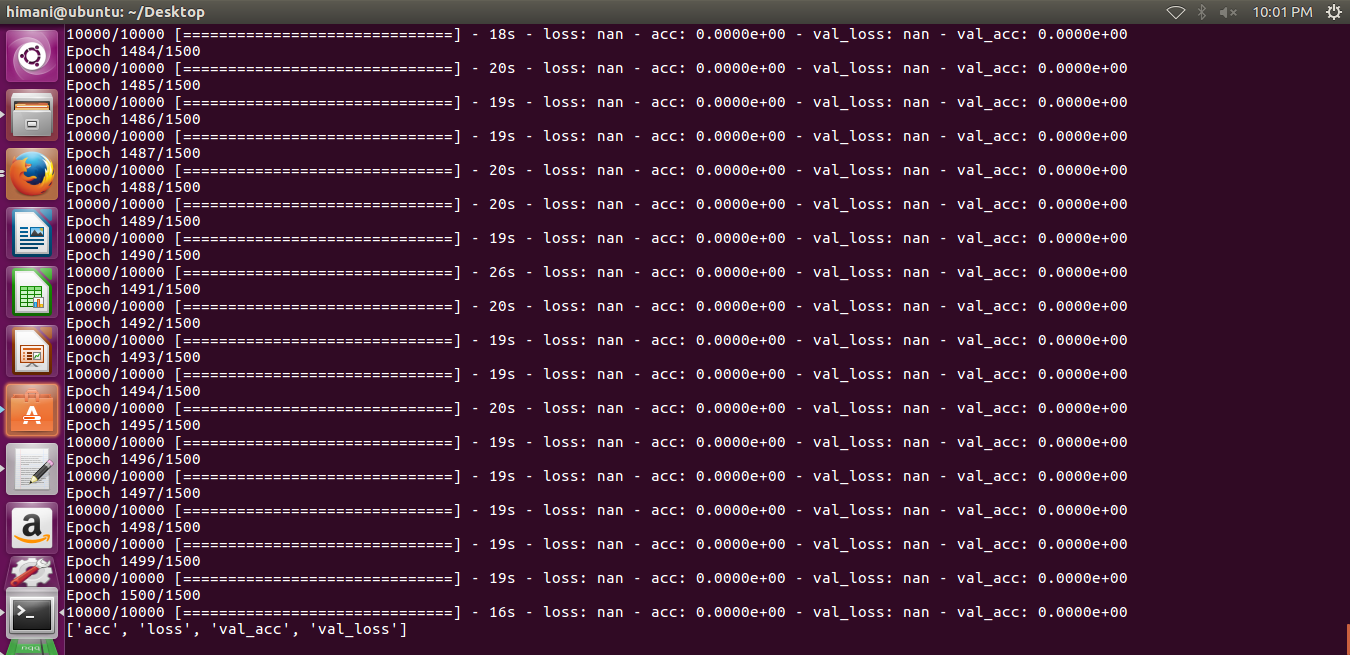 himani@ubuntu: ~/Desktop
10:01 PM
10000/10000 [==============================] - 18s - loss: nan - acc: 0.0000e+00 - val_loss: nan - val_acc: 0.0000e+00
Epoch 1484/1500
10000/10000 [==============================] - 20s - loss: nan - acc: 0.0000e+00 - val_loss: nan - val_acc: 0.0000e+00
Epoch 1485/1500
10000/10000 [==============================] - 19s - loss: nan - acc: 0.0000e+00 - val_loss: nan - val_acc: 0.0000e+00
Epoch 1486/1500
10000/10000 [==============================] - 19s - loss: nan - acc: 0.0000e+00 - val_loss: nan - val_acc: 0.0000e+00
Epoch 1487/1500
10000/10000 [==============================] - 20s - loss: nan - acc: 0.0000e+00 - val_loss: nan - val_acc: 0.0000e+00
Epoch 1488/1500
10000/10000 [==============================] - 20s - loss: nan - acc: 0.0000e+00 - val_loss: nan - val_acc: 0.0000e+00
Epoch 1489/1500
10000/10000 [==============================] - 19s - loss: nan - acc: 0.0000e+00 - val_loss: nan - val_acc: 0.0000e+00
Epoch 1490/1500
10000/10000 [==============================] - 26s - loss: nan - acc: 0.0000e+00 - val_loss: nan - val_acc: 0.0000e+00
Epoch 1491/1500
10000/10000 [==============================] - 20s - loss: nan - acc: 0.0000e+00 - val_loss: nan - val_acc: 0.0000e+00
Epoch 1492/1500
10000/10000 [==============================] - 19s - loss: nan - acc: 0.0000e+00 - val_loss: nan - val_acc: 0.0000e+00
Epoch 1493/1500
10000/10000 [==============================] - 19s - loss: nan - acc: 0.0000e+00 - val_loss: nan - val_acc: 0.0000e+00
Epoch 1494/1500
10000/10000 [==============================] - 20s - loss: nan - acc: 0.0000e+00 - val_loss: nan - val_acc: 0.0000e+00
Epoch 1495/1500
10000/10000 [==============================] - 19s - loss: nan - acc: 0.0000e+00 - val_loss: nan - val_acc: 0.0000e+00
Epoch 1496/1500
10000/10000 [==============================] - 19s - loss: nan - acc: 0.0000e+00 - val_loss: nan - val_acc: 0.0000e+00
Epoch 1497/1500
10000/10000 [==============================] - 19s - loss: nan - acc: 0.0000e+00 - val_loss: nan - val_acc: 0.0000e+00
Epoch 1498/1500
10000/10000 [==============================] - 19s - loss: nan - acc: 0.0000e+00 - val_loss: nan - val_acc: 0.0000e+00
Epoch 1499/1500
10000/10000 [==============================] - 19s - loss: nan - acc: 0.0000e+00 - val_loss: nan - val_acc: 0.0000e+00
Epoch 1500/1500
10000/10000 [==============================] - 16s - loss: nan - acc: 0.0000e+00 - val_loss: nan - val_acc: 0.0000e+00
['acc', 'loss', 'val_acc', 'val_loss']